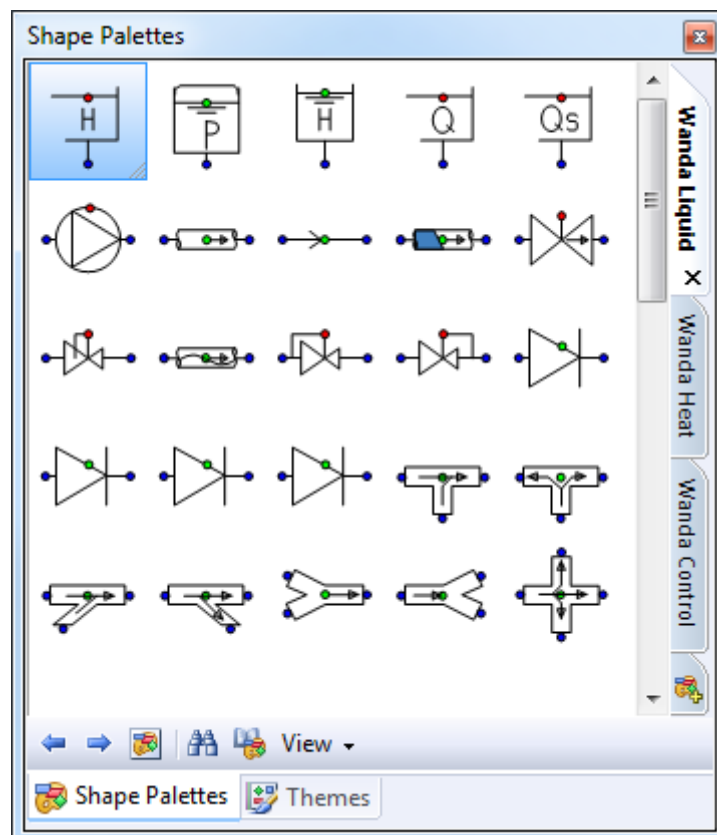 Shape Palettes
H
P
H
Q
Qs
Wanda Liquid
Wanda Heat
Wanda Control
View
Shape Palettes
Themes